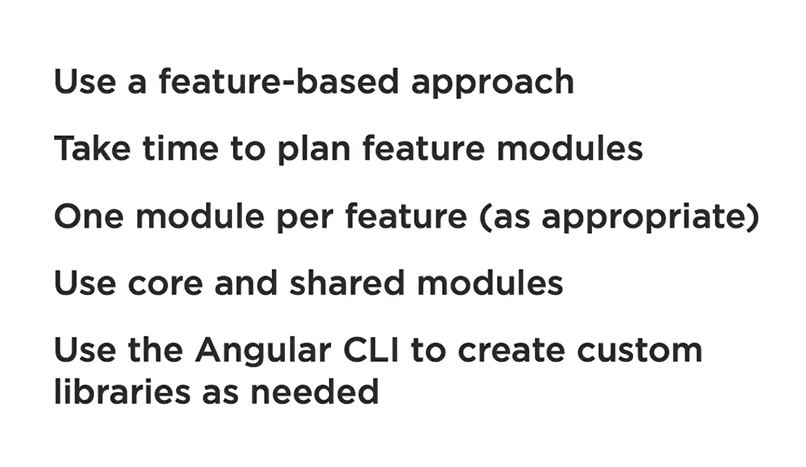 Use a feature-based approach
Take time to plan feature modules
One module per feature (as appropriate)
Use core and shared modules
Use the Angular CLI to create custom
libraries as needed